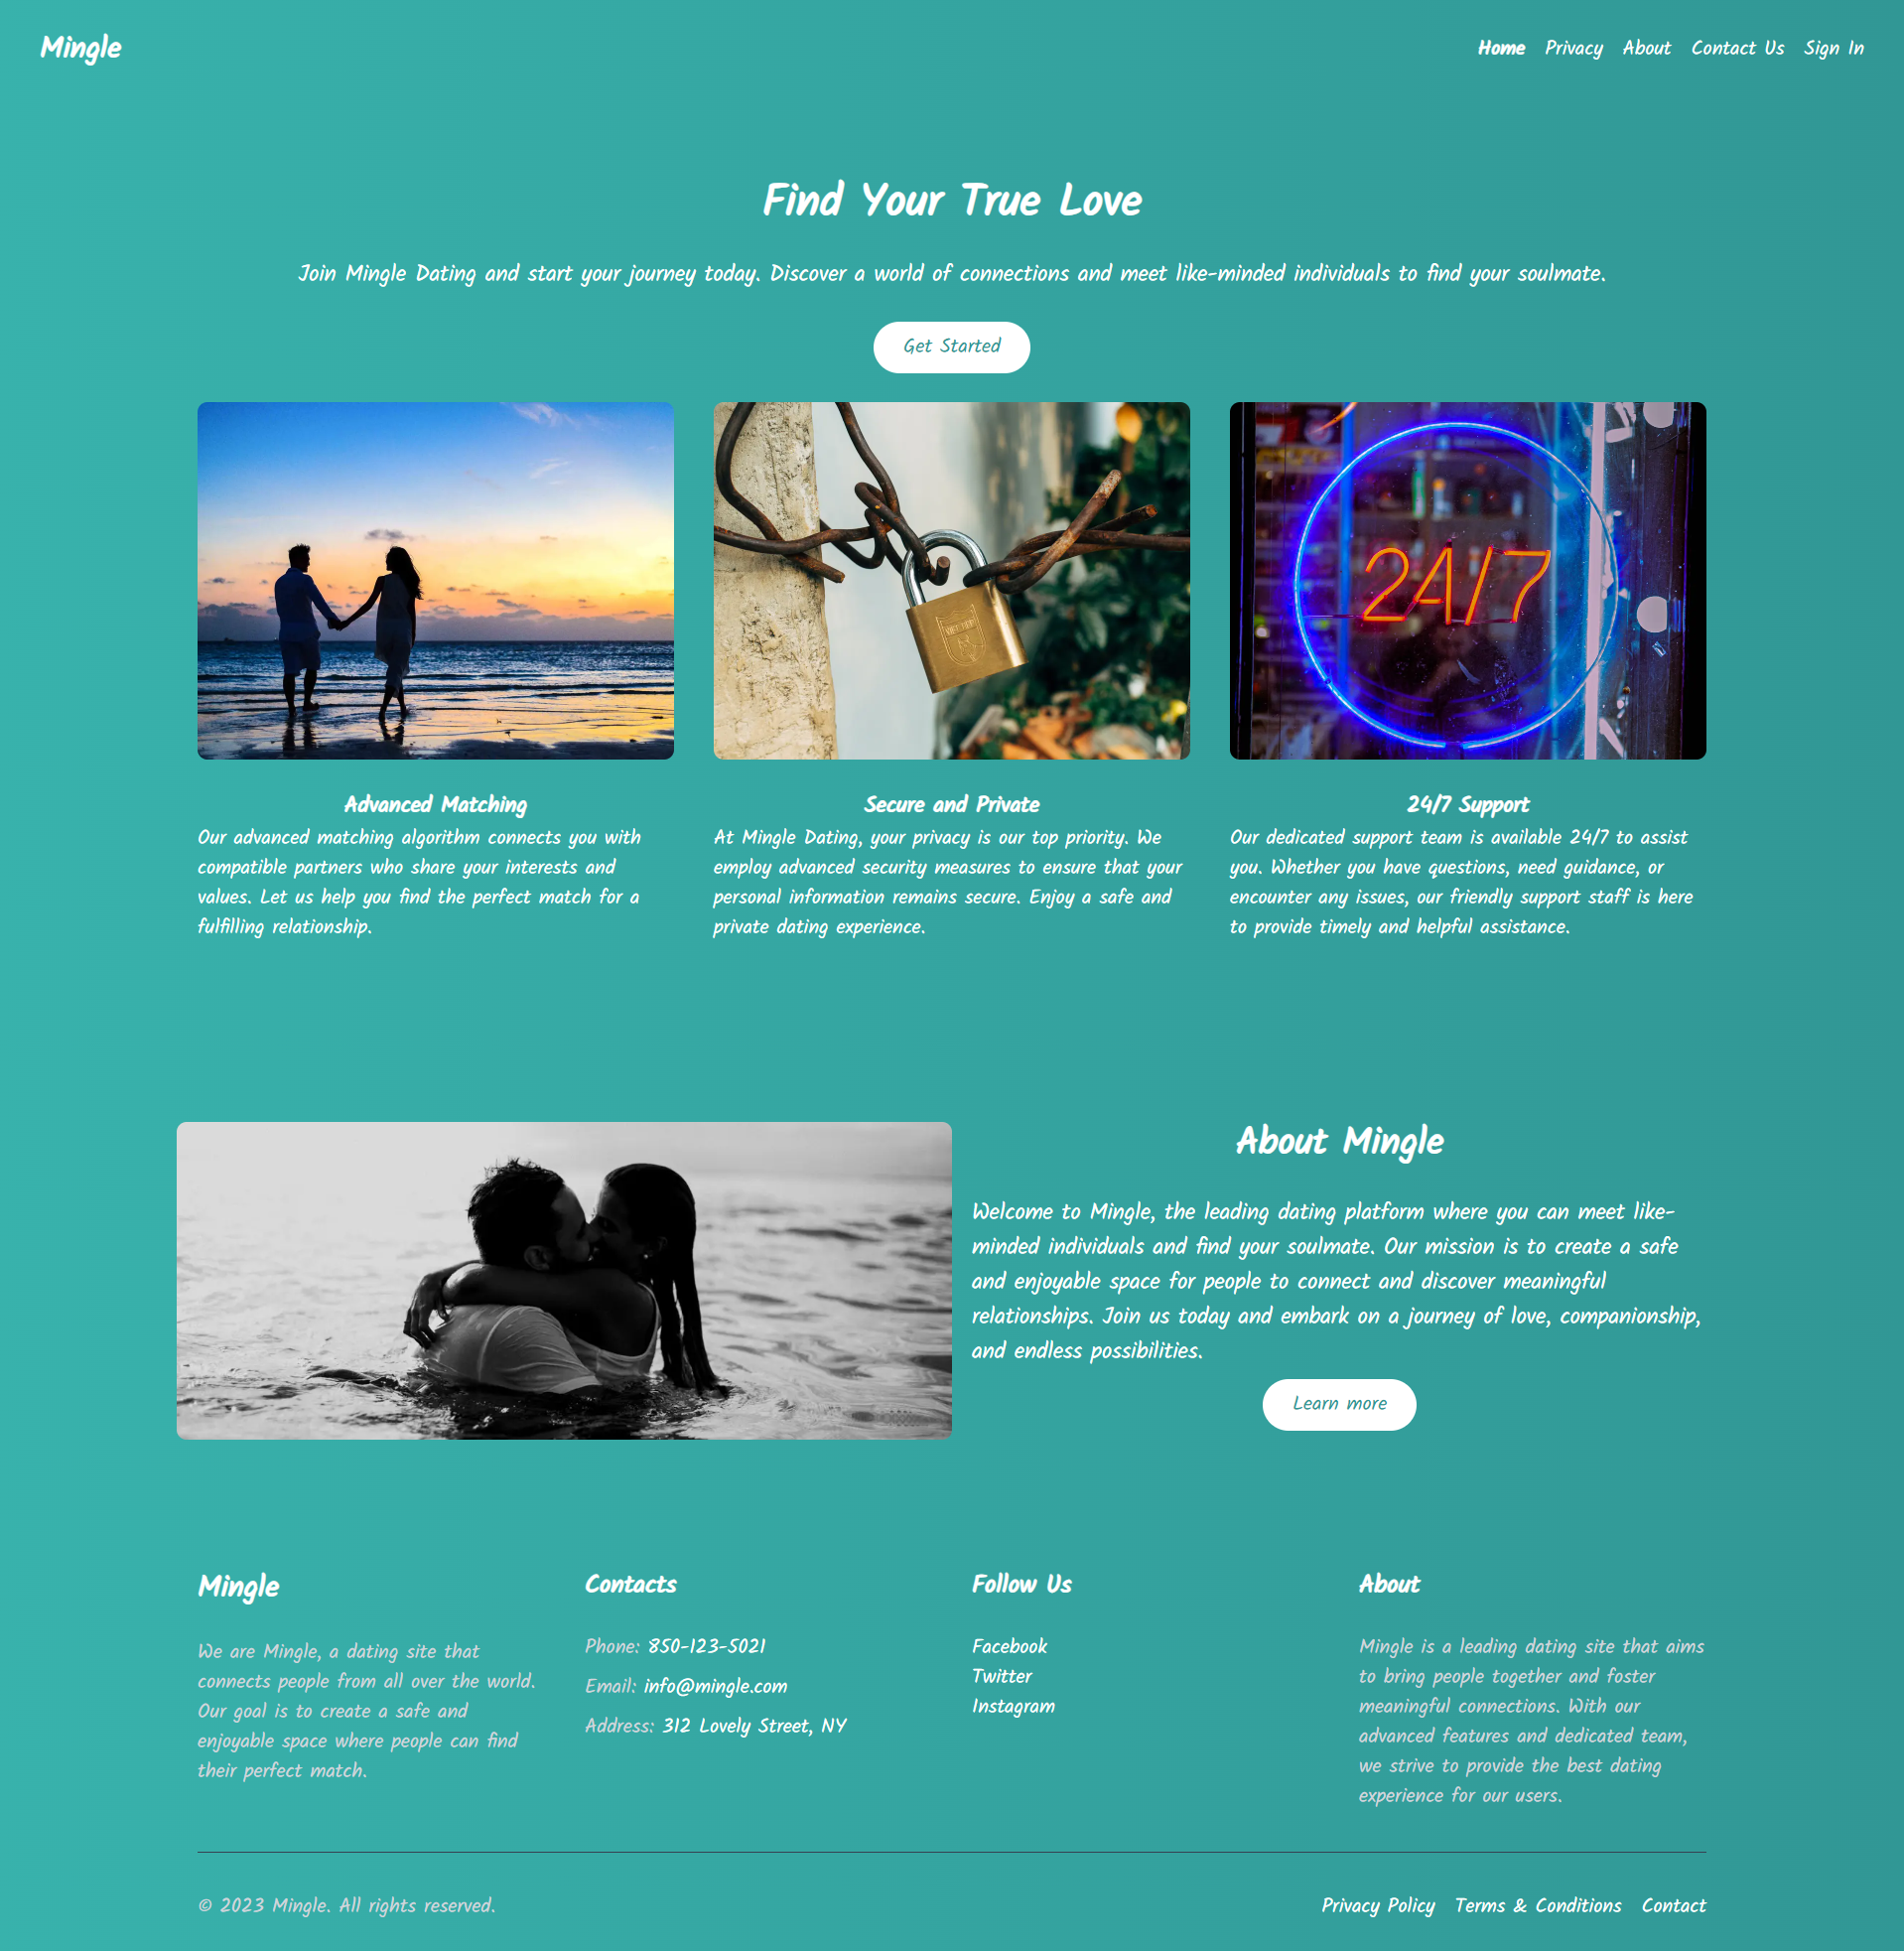 Mingle
Home Privacy About Contact Us Sign In
Find Your True Love
Join Mingle Dating and start your journey today. Discover a world of connections and meet like-minded individuals to find your soulmate.
Get Started
24/7
Advanced Matching
Our advanced matching algorithm connects you with
compatible partners who share your interests and
values. Let us help you find the perfect match for a
fulfilling relationship.
Secure and Private
At Mingle Dating, your privacy is our top priority. We
employ advanced security measures to ensure that your
personal information remains secure. Enjoy a safe and
private dating experience.
24/7 Support
Our dedicated support team is available 24/7 to assist
you. Whether you have questions, need guidance, or
encounter any issues, our friendly support staff is here
to provide timely and helpful assistance.
About Mingle
Welcome to Mingle, the leading dating platform where you can meet like-
minded individuals and find your soulmate. Our mission is to create a safe
and enjoyable space for people to connect and discover meaningful
relationships. Join us today and embark on a journey of love, companionship,
and endless possibilities.
Learn more
Mingle
We are Mingle, a dating site that
connects people from all over the world.
Our goal is to create a safe and
enjoyable space where people can find
their perfect match.
Contacts
Phone: 850-123-5021
Email: info@mingle.com
Address: 312 Lovely Street, NY
Follow Us
Facebook
Twitter
Instagram
About
Mingle is a leading dating site that aims
to bring people together and foster
meaningful connections. With our
advanced features and dedicated team,
we strive to provide the best dating
experience for our users.
© 2023 Mingle. All rights reserved.
Privacy Policy Terms & Conditions Contact